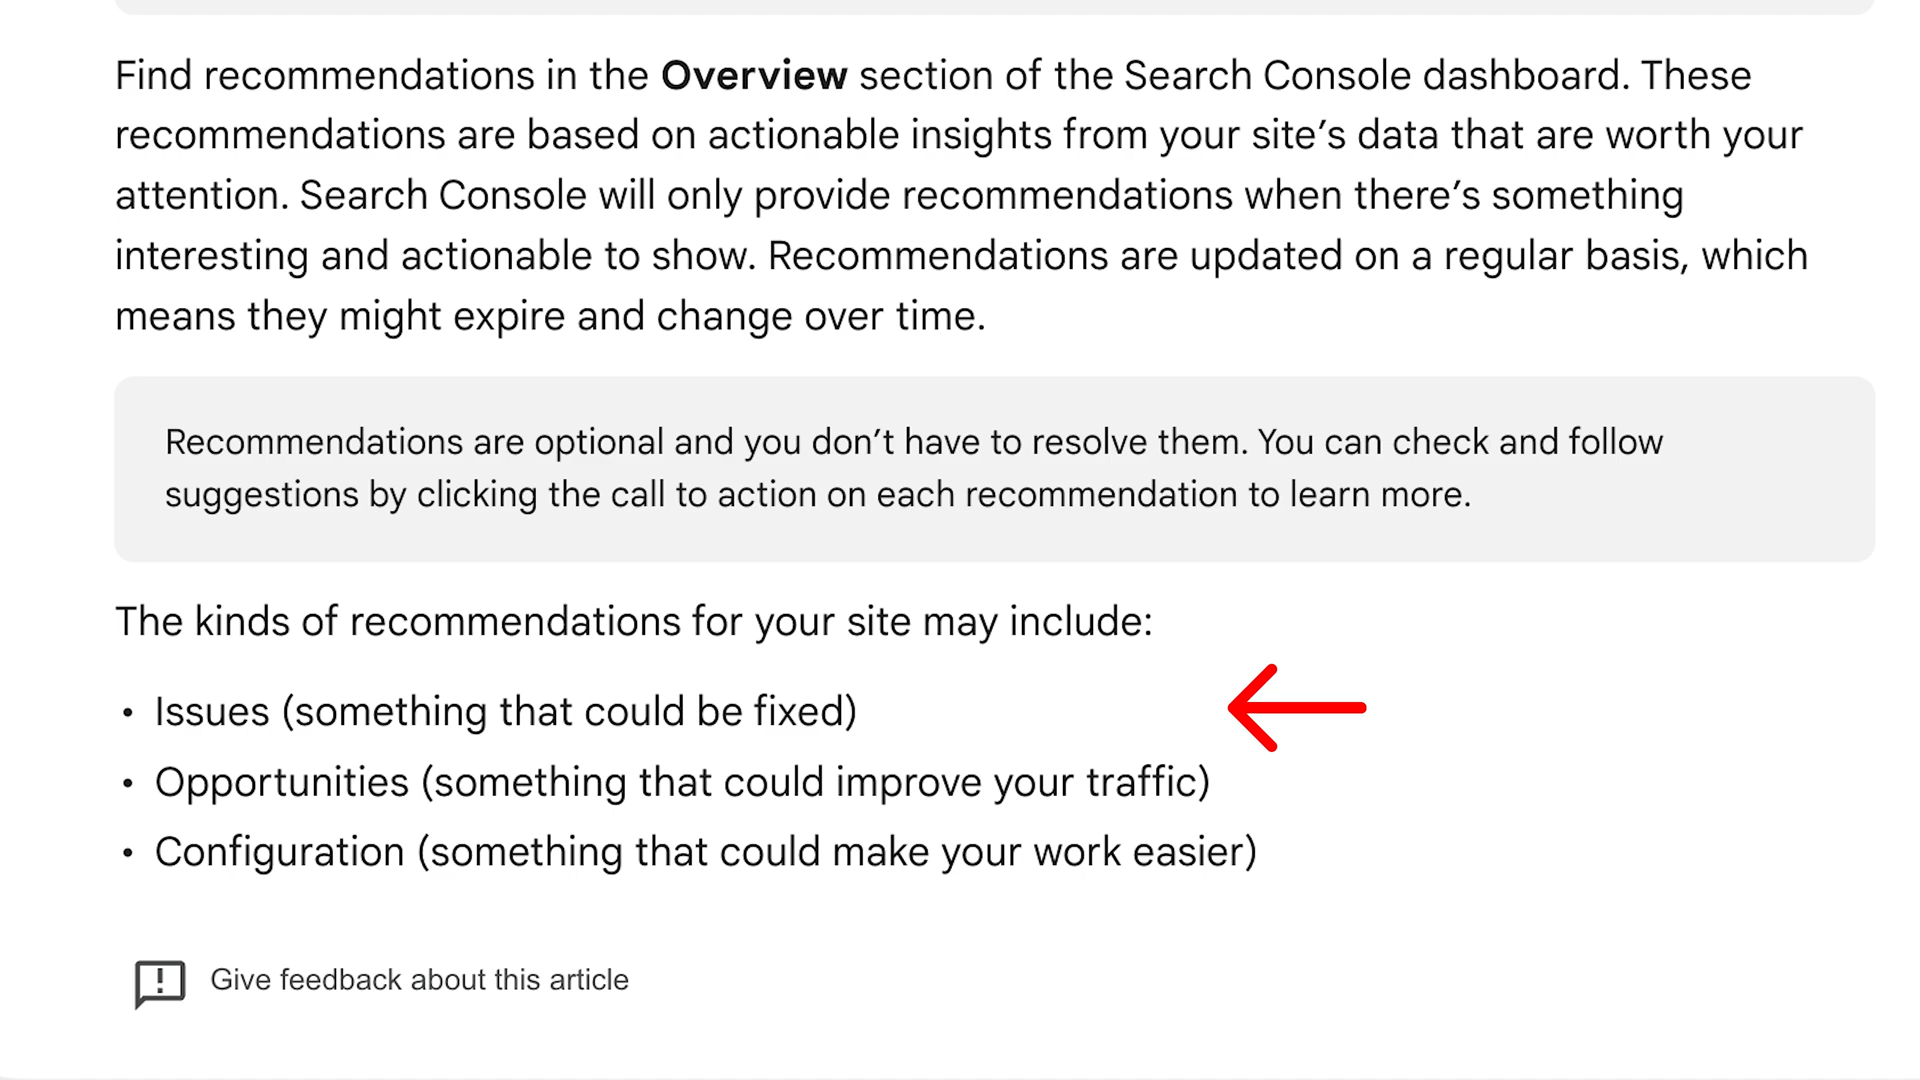 Find recommendations in the Overview section of the Search Console dashboard. These
recommendations are based on actionable insights from your site’s data that are worth your
attention. Search Console will only provide recommendations when there’s something
interesting and actionable to show. Recommendations are updated on a regular basis, which
means they might expire and change over time.
Recommendations are optional and you don’t have to resolve them. You can check and follow
suggestions by clicking the call to action on each recommendation to learn more.
The kinds of recommendations for your site may include:
• Issues (something that could be fixed)
• Opportunities (something that could improve your traffic)
• Configuration (something that could make your work easier)
Give feedback about this article